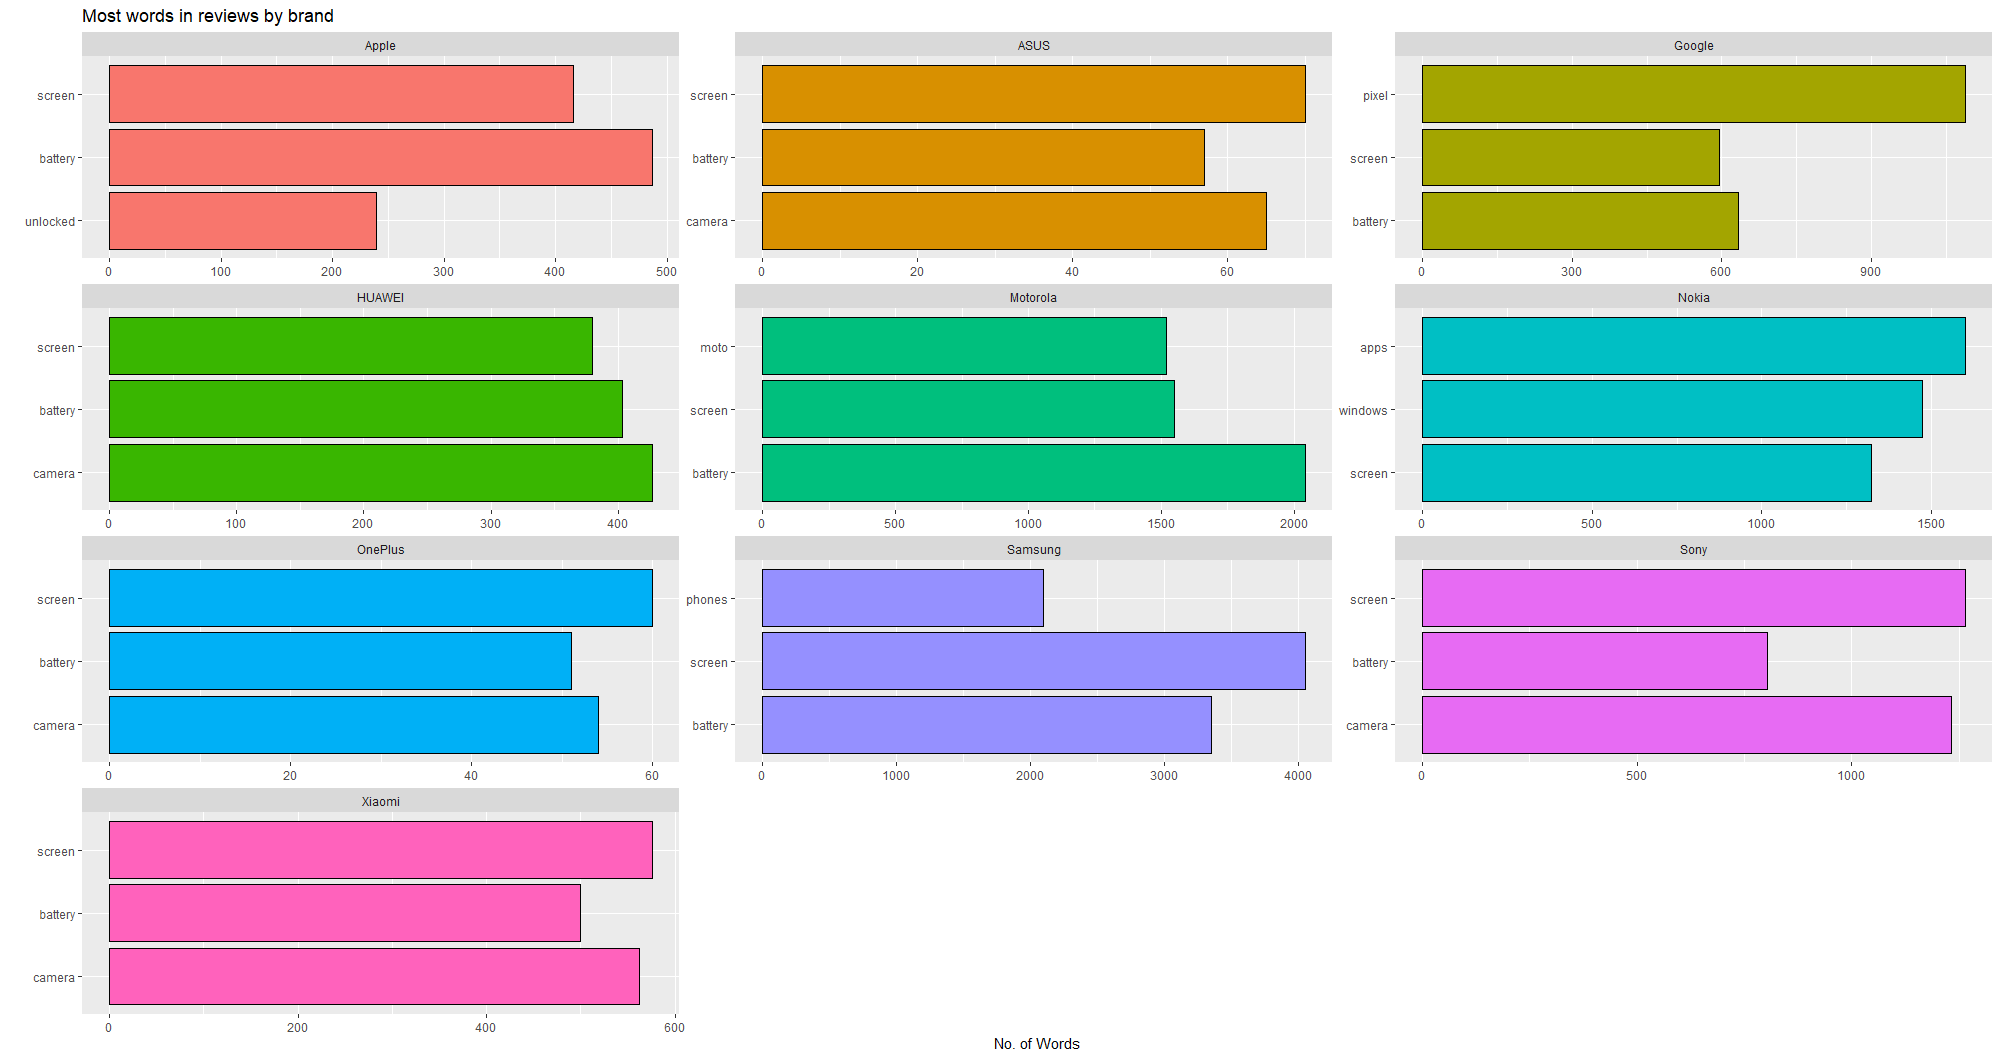 Most words in reviews by brand
Apple
screen
battery
unlocked
0 100 200 300 400 500
ASUS
screen
battery
camera
0 20 40 60
Google
pixel
screen
battery
0 300 600 900
HUAWEI
screen
battery
camera
0 100 200 300 400
Motorola
moto
screen
battery
0 500 1000 1500 2000
Nokia
apps
windows
screen
0 500 1000 1500
OnePlus
screen
battery
camera
0 20 40 60
Samsung
phones
screen
battery
0 1000 2000 3000 4000
Sony
screen
battery
camera
0 500 1000
Xiaomi
screen
battery
camera
0 200 400 600
No. of Words